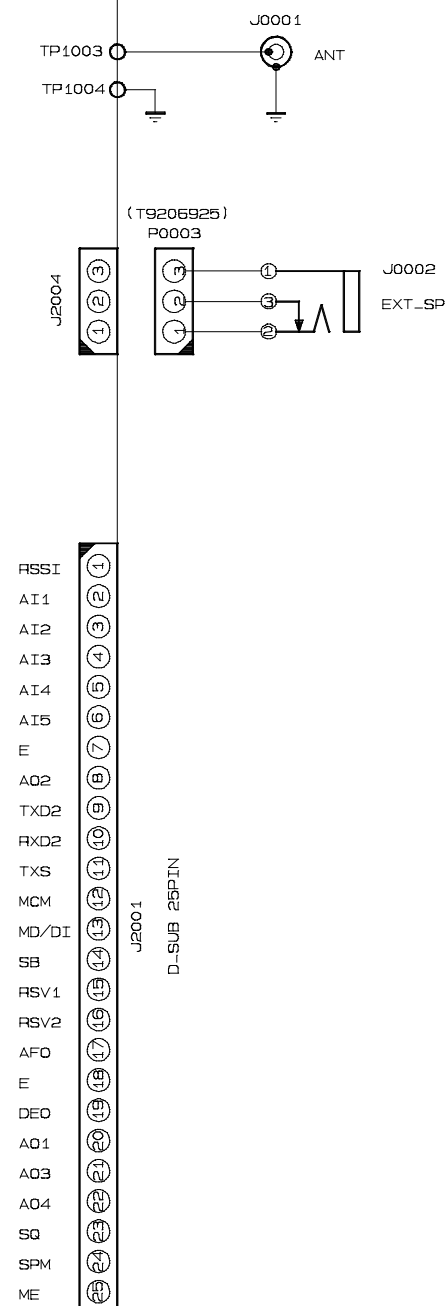 J0001
TP1003
ANT
TP1004
(T9206925)
P0003
J2004
3
2
1
3
2
1
1
3
2
J0002
EXT_SP
RSSI 1
AI1 2
AI2 3
AI3 4
AI4 5
AI5 6
E 7
AO2 8
TXD2 9
RXD2 10
TXS 11
MCM 12
MD/DI 13
SB 14
RSV1 15
RSV2 16
AFO 17
E 18
DEO 19
AO1 20
AO3 21
AO4 22
SQ 23
SPM 24
ME 25
J2001
D_SUB 25PIN